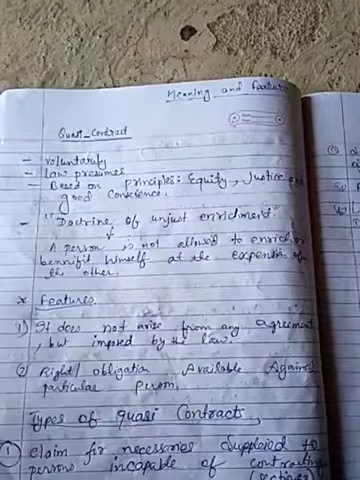 Meaning and Features
Quasi-Contract
- voluntarily
- Law presumes
- Based on principles: Equity, Justice and
good conscience.
- "Doctrine of unjust enrichment"
A person is not allowed to enrich or
bennifit himself at the expense of
the other.
* Features.
1) It does not arise from any agreement,
, but imposed by the law.
② Right/obligation Available Against
particular person,
Types of quasi Contracts,
① claim for necessaries Supplied to
persons incapable of contracting